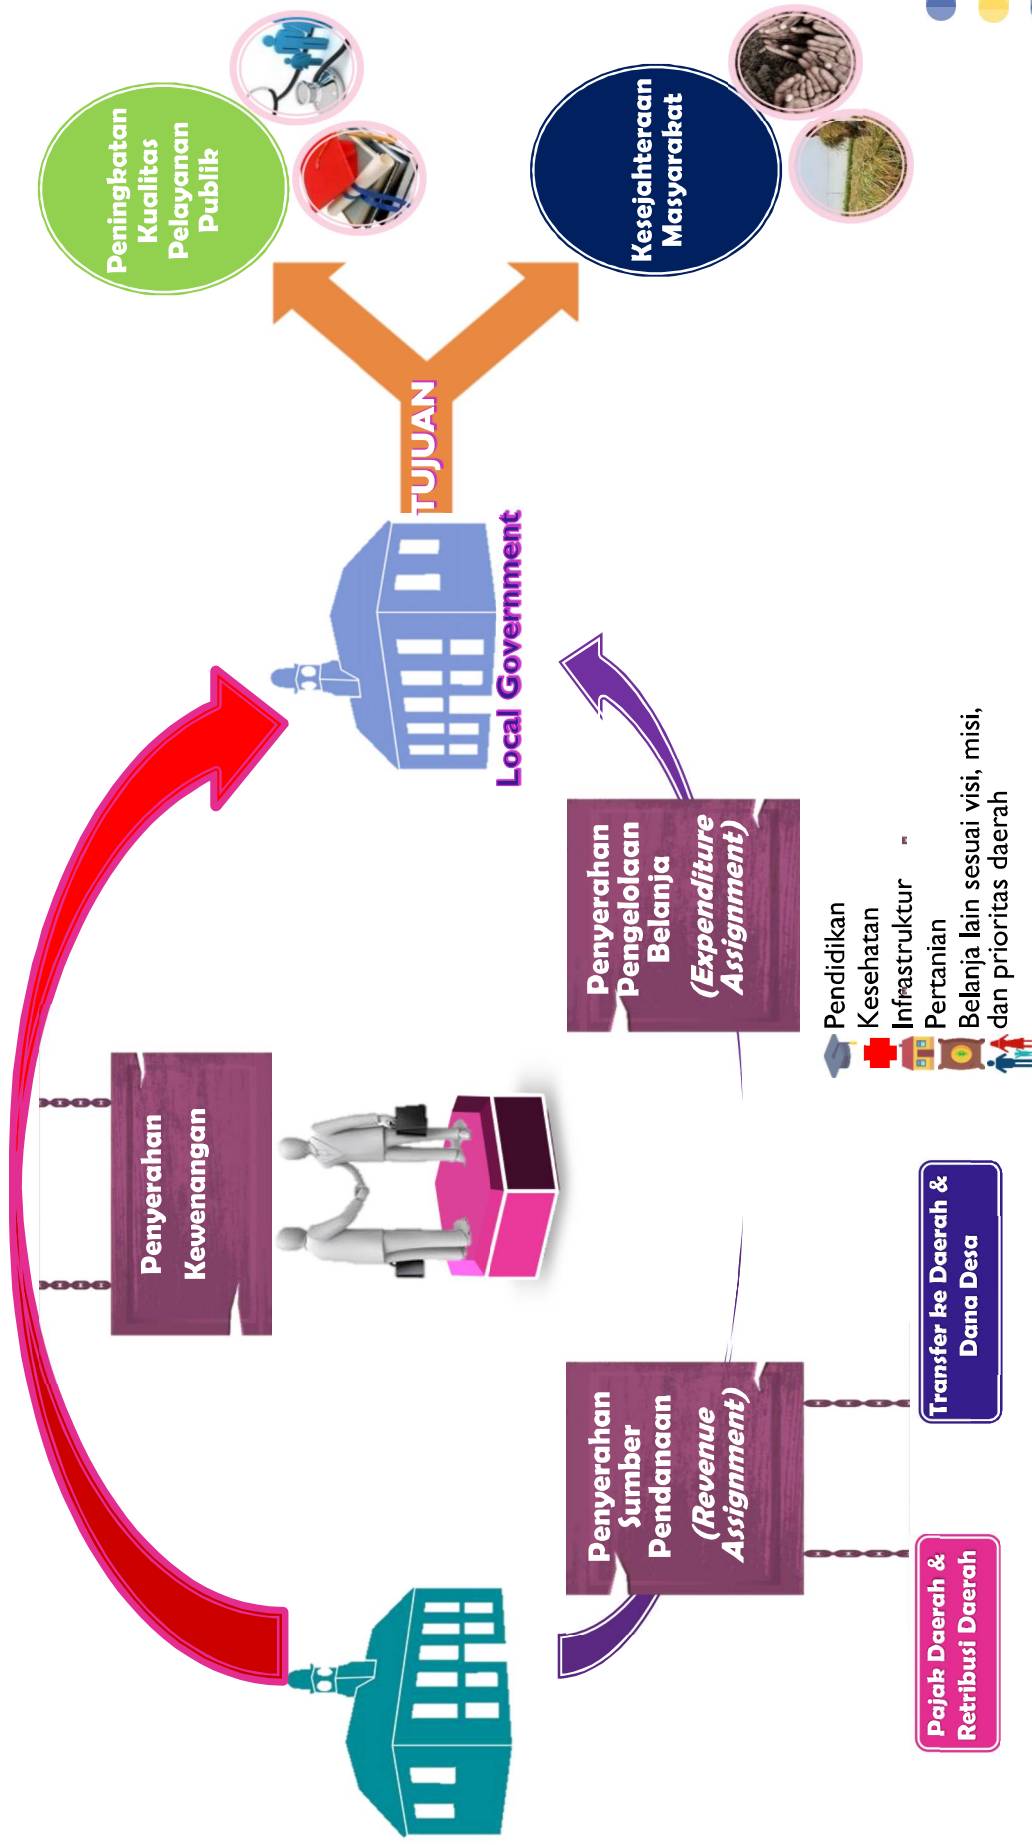 Penyerahan
Kewenangan
Penyerahan
Sumber
Pendanaan
(Revenue
Assignment)
Pajak Daerah &
Retribusi Daerah
Transfer ke Daerah &
Dana Desa
Penyerahan
Pengelolaan
Belanja
(Expenditure
Assignment)
Pendidikan
Kesehatan
Infrastruktur
Pertanian
Belanja lain sesuai visi, misi,
dan prioritas daerah
Local Government
TUJUAN
Peningkatan
Kualitas
Pelayanan
Publik
Kesejahteraan
Masyarakat